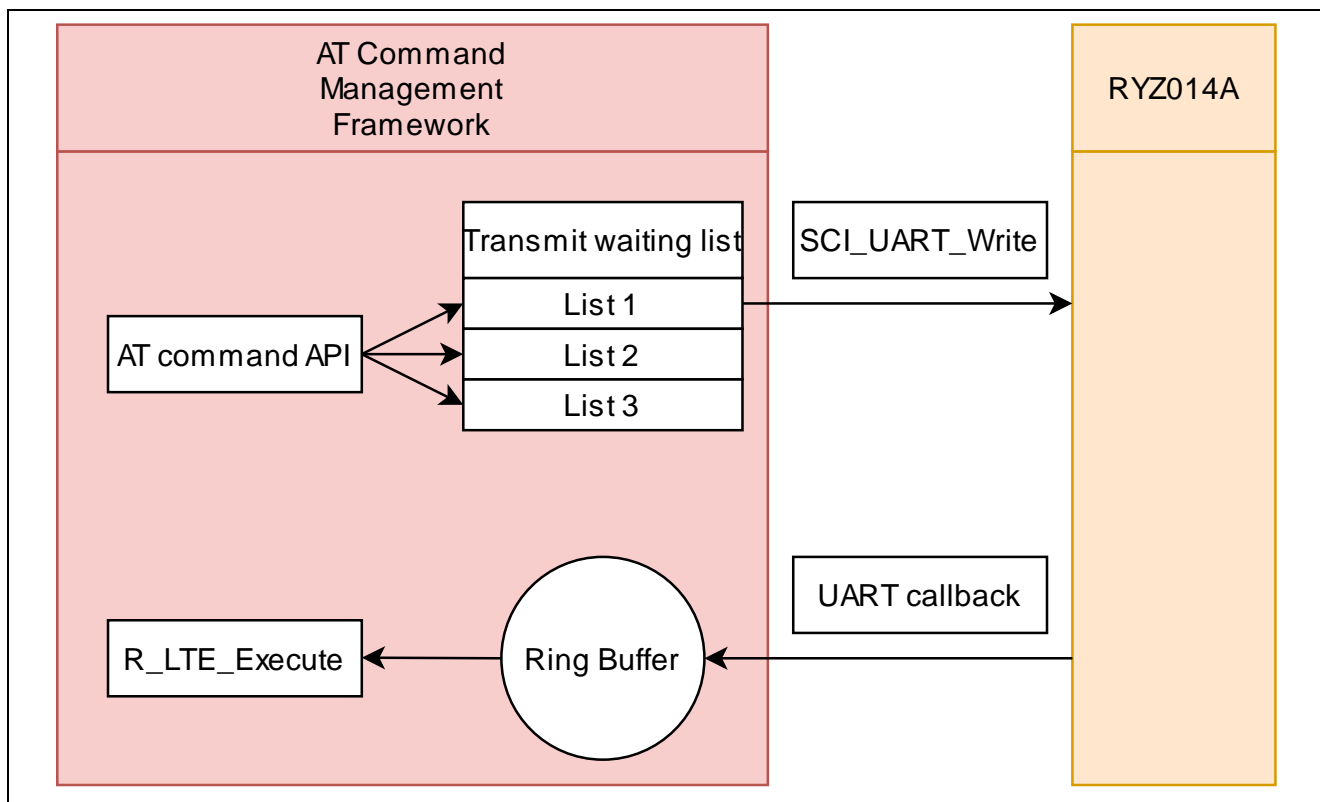 AT Command
Management
Framework
RYZ014A
Transmit waiting list
SCI_UART_Write
List 1
AT command API
List 2
List 3
UART callback
R_LTE_Execute
Ring Buffer